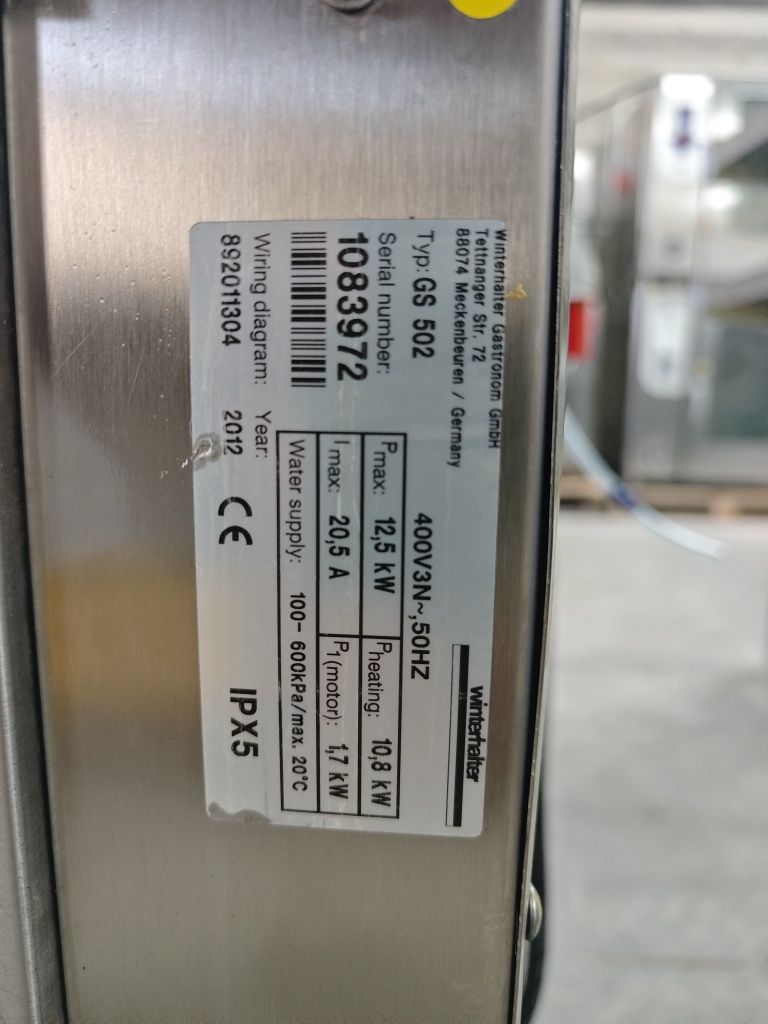 Winterhalter Gastronom GmbH
Tettnanger Str. 72
88074 Meckenbeuren / Germany
winterhalter
Typ: GS 502
400V3N~,50HZ
Serial number:
1083972
Pmax: 12,5 kW
Pheating: 10,8 kW
I max: 20,5 A
P1(motor): 1,7 kW
Water supply: 100- 600kPa/max. 20°C
Wiring diagram: Year:
892011304 2012 CE IPX5